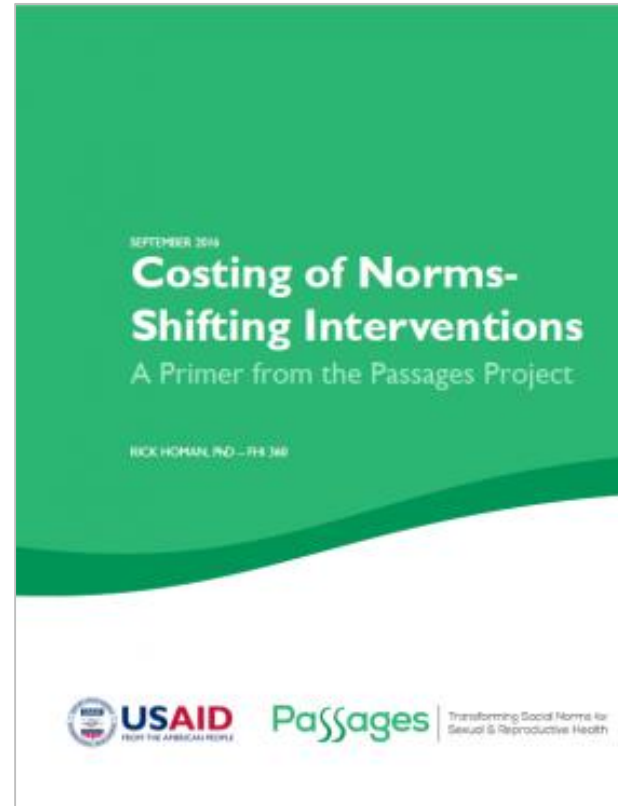 SEPTEMBER 2016
Costing of Norms-
Shifting Interventions
A Primer from the Passages Project
RICK HOMAN, PhD – FHI 360
USAID
FROM THE AMERICAN PEOPLE
Passages
Transforming Social Norms for
Sexual & Reproductive Health